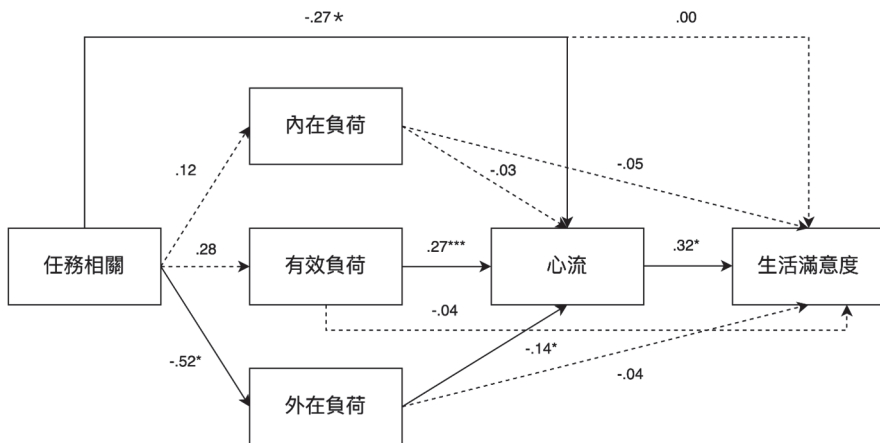 -.27*
.00
內在負荷
.12
-.03
-.05
任務相關
.28
有效負荷
.27***
心流
.32*
生活滿意度
-.04
-.52*
-.14*
-.04
外在負荷